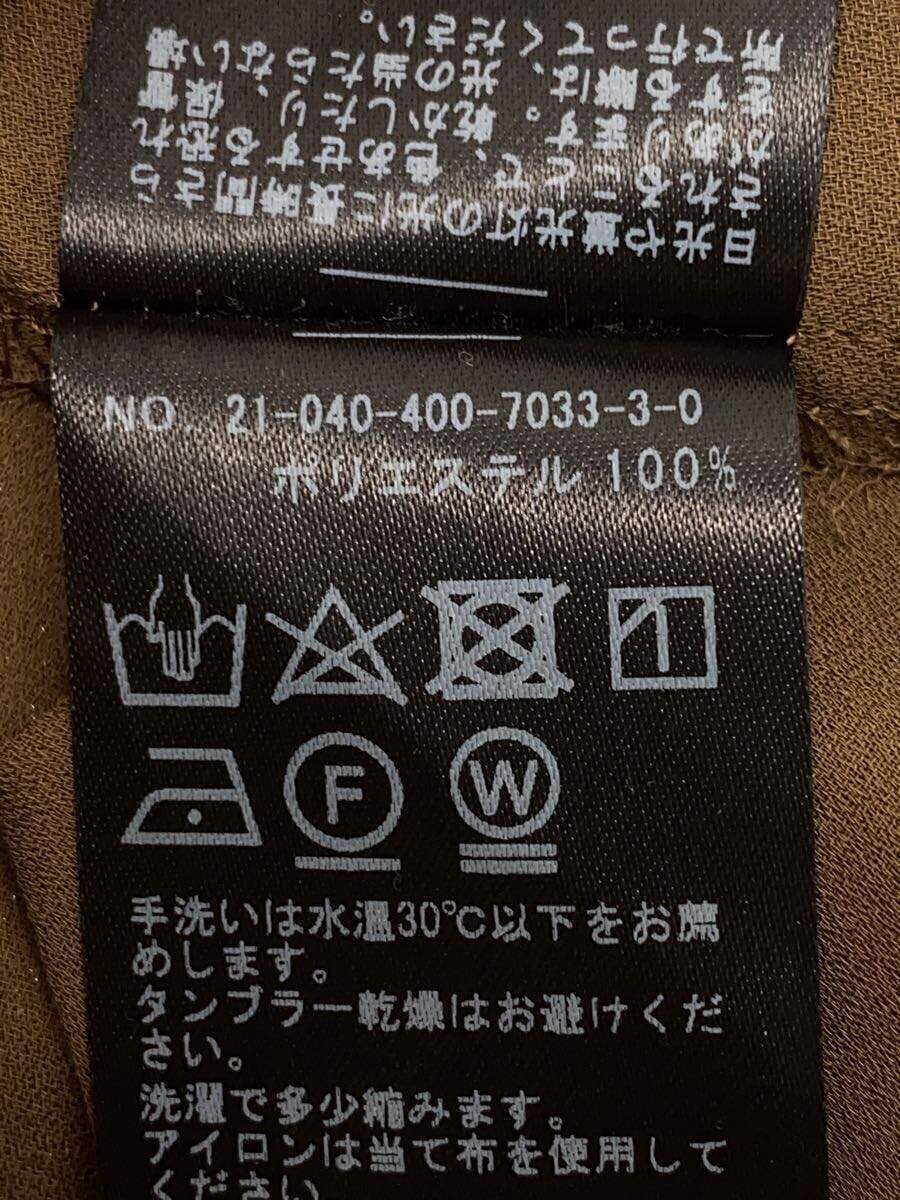 日光や蛍光灯の光に長時間さら
されることで、色あせする恐れ
があります。乾かしたり、保管
をする際は、光の当たらない場
所で行ってください。
NO. 21-040-400-7033-3-0
ポリエステル 100%
F W
手洗いは水温30℃以下をお薦
めします。
タンブラー乾燥はお避けくだ
さい。
洗濯で多少縮みます。
アイロンは当て布を使用して
ください